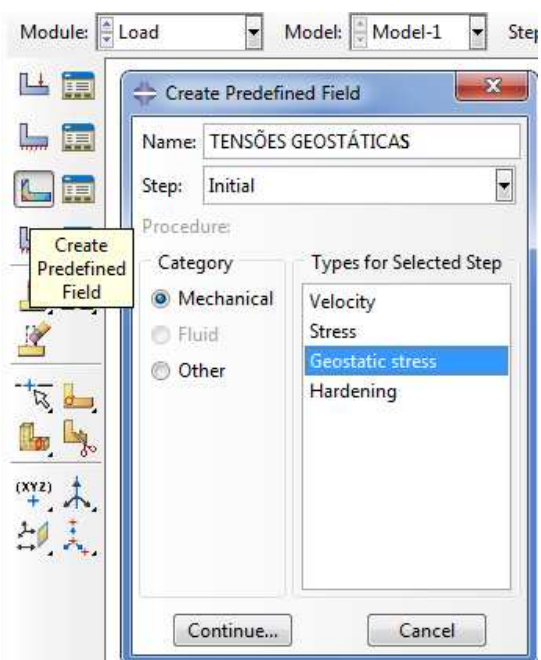 Module: Load Model: Model-1 Step
Create Predefined Field
Name: TENSÕES GEOSTÁTICAS
Step: Initial
Procedure:
Create
Predefined
Field
Category
Mechanical
Fluid
Other
Types for Selected Step
Velocity
Stress
Geostatic stress
Hardening
(XYZ)
Continue...
Cancel